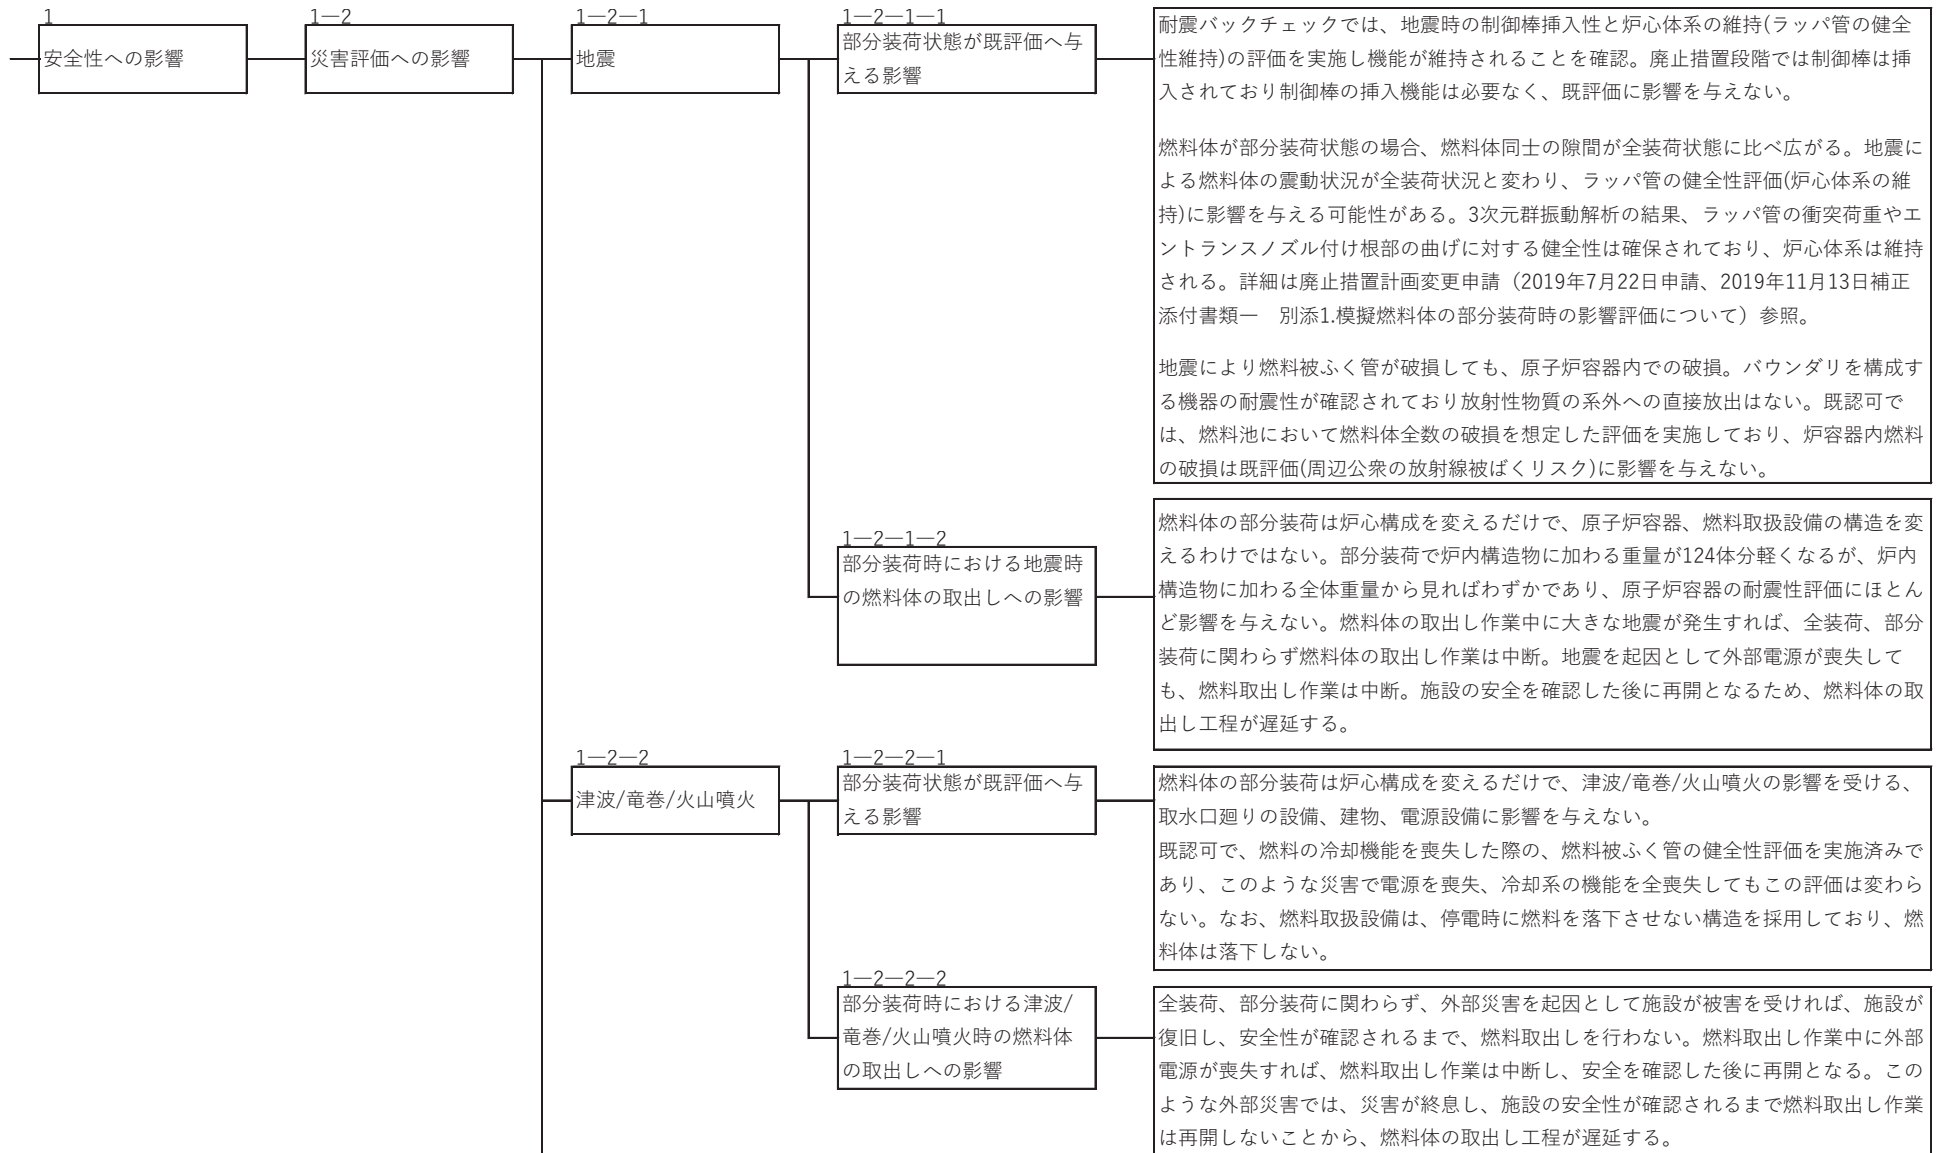 1
安全性への影響
1―2
災害評価への影響
1―2―1
地震
1―2―1―1
部分装荷状態が既評価へ与
える影響
耐震バックチェックでは、地震時の制御棒挿入性と炉心体系の維持(ラッパ管の健全
性維持)の評価を実施し機能が維持されることを確認。廃止措置段階では制御棒は挿
入されており制御棒の挿入機能は必要なく、既評価に影響を与えない。
燃料体が部分装荷状態の場合、燃料体同士の隙間が全装荷状態に比べ広がる。地震に
よる燃料体の震動状況が全装荷状況と変わり、ラッパ管の健全性評価(炉心体系の維
持)に影響を与える可能性がある。3次元群振動解析の結果、ラッパ管の衝突荷重やエ
ントランスノズル付け根部の曲げに対する健全性は確保されており、炉心体系は維持
される。詳細は廃止措置計画変更申請（2019年7月22日申請、2019年11月13日補正
添付書類一　別添1.模擬燃料体の部分装荷時の影響評価について）参照。
地震により燃料被ふく管が破損しても、原子炉容器内での破損。バウンダリを構成す
る機器の耐震性が確認されており放射性物質の系外への直接放出はない。既認可で
は、燃料池において燃料体全数の破損を想定した評価を実施しており、炉容器内燃料
の破損は既評価(周辺公衆の放射線被ばくリスク)に影響を与えない。
1―2―1―2
部分装荷時における地震時
の燃料体の取出しへの影響
燃料体の部分装荷は炉心構成を変えるだけで、原子炉容器、燃料取扱設備の構造を変
えるわけではない。部分装荷で炉内構造物に加わる重量が124体分軽くなるが、炉内
構造物に加わる全体重量から見ればわずかであり、原子炉容器の耐震性評価にほとん
ど影響を与えない。燃料体の取出し作業中に大きな地震が発生すれば、全装荷、部分
装荷に関わらず燃料体の取出し作業は中断。地震を起因として外部電源が喪失して
も、燃料取出し作業は中断。施設の安全を確認した後に再開となるため、燃料体の取
出し工程が遅延する。
1―2―2
津波/竜巻/火山噴火
1―2―2―1
部分装荷状態が既評価へ与
える影響
燃料体の部分装荷は炉心構成を変えるだけで、津波/竜巻/火山噴火の影響を受ける、
取水口廻りの設備、建物、電源設備に影響を与えない。
既認可で、燃料の冷却機能を喪失した際の、燃料被ふく管の健全性評価を実施済みで
あり、このような災害で電源を喪失、冷却系の機能を全喪失してもこの評価は変わら
ない。なお、燃料取扱設備は、停電時に燃料を落下させない構造を採用しており、燃
料体は落下しない。
1―2―2―2
部分装荷時における津波/
竜巻/火山噴火時の燃料体
の取出しへの影響
全装荷、部分装荷に関わらず、外部災害を起因として施設が被害を受ければ、施設が
復旧し、安全性が確認されるまで、燃料取出しを行わない。燃料取出し作業中に外部
電源が喪失すれば、燃料取出し作業は中断し、安全を確認した後に再開となる。この
ような外部災害では、災害が終息し、施設の安全性が確認されるまで燃料取出し作業
は再開しないことから、燃料体の取出し工程が遅延する。